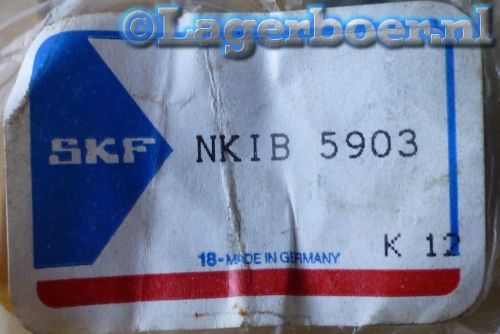 ©Lagerboer.nl
SKF
NKIB 5903
K 12
18-MADE IN GERMANY